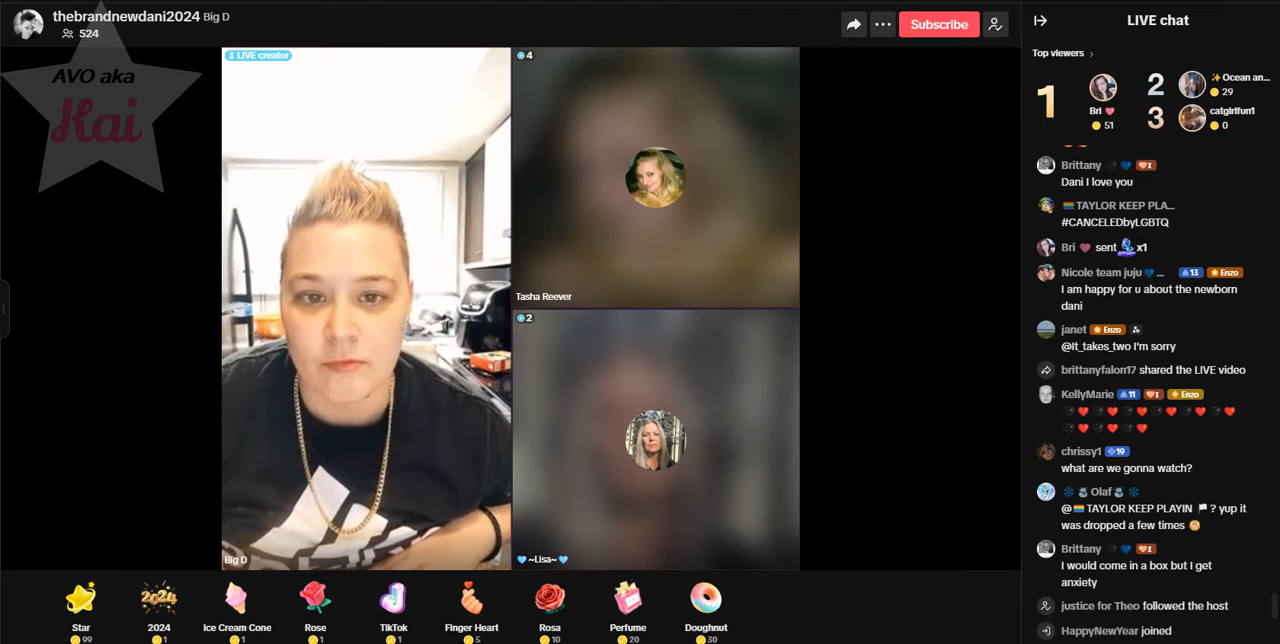 thebrandnewdani2024 Big D
524
Subscribe
AVO aka
Kai
LIVE creator
Big D
4
Tasha Reever
2
~Lisa~
Star
99
2024
2024
1
Ice Cream Cone
1
Rose
1
TikTok
1
Finger Heart
5
Rosa
10
Perfume
20
Doughnut
30
LIVE chat
Top viewers
1
Bri
51
2
Ocean an...
29
3
catgirlfun1
0
Brittany I
Dani I love you
TAYLOR KEEP PLA...
#CANCELEDbyLGBTQ
Bri sent x1
Nicole team juju ... 13 Enzo
I am happy for u about the newborn
dani
janet Enzo
@It_takes_two I'm sorry
brittanyfalon17 shared the LIVE video
KellyMarie 11 I Enzo
chrissy1 19
what are we gonna watch?
Olaf
@ TAYLOR KEEP PLAYIN ? yup it
was dropped a few times
Brittany I
I would come in a box but I get
anxiety
justice for Theo followed the host
HappyNewYear joined